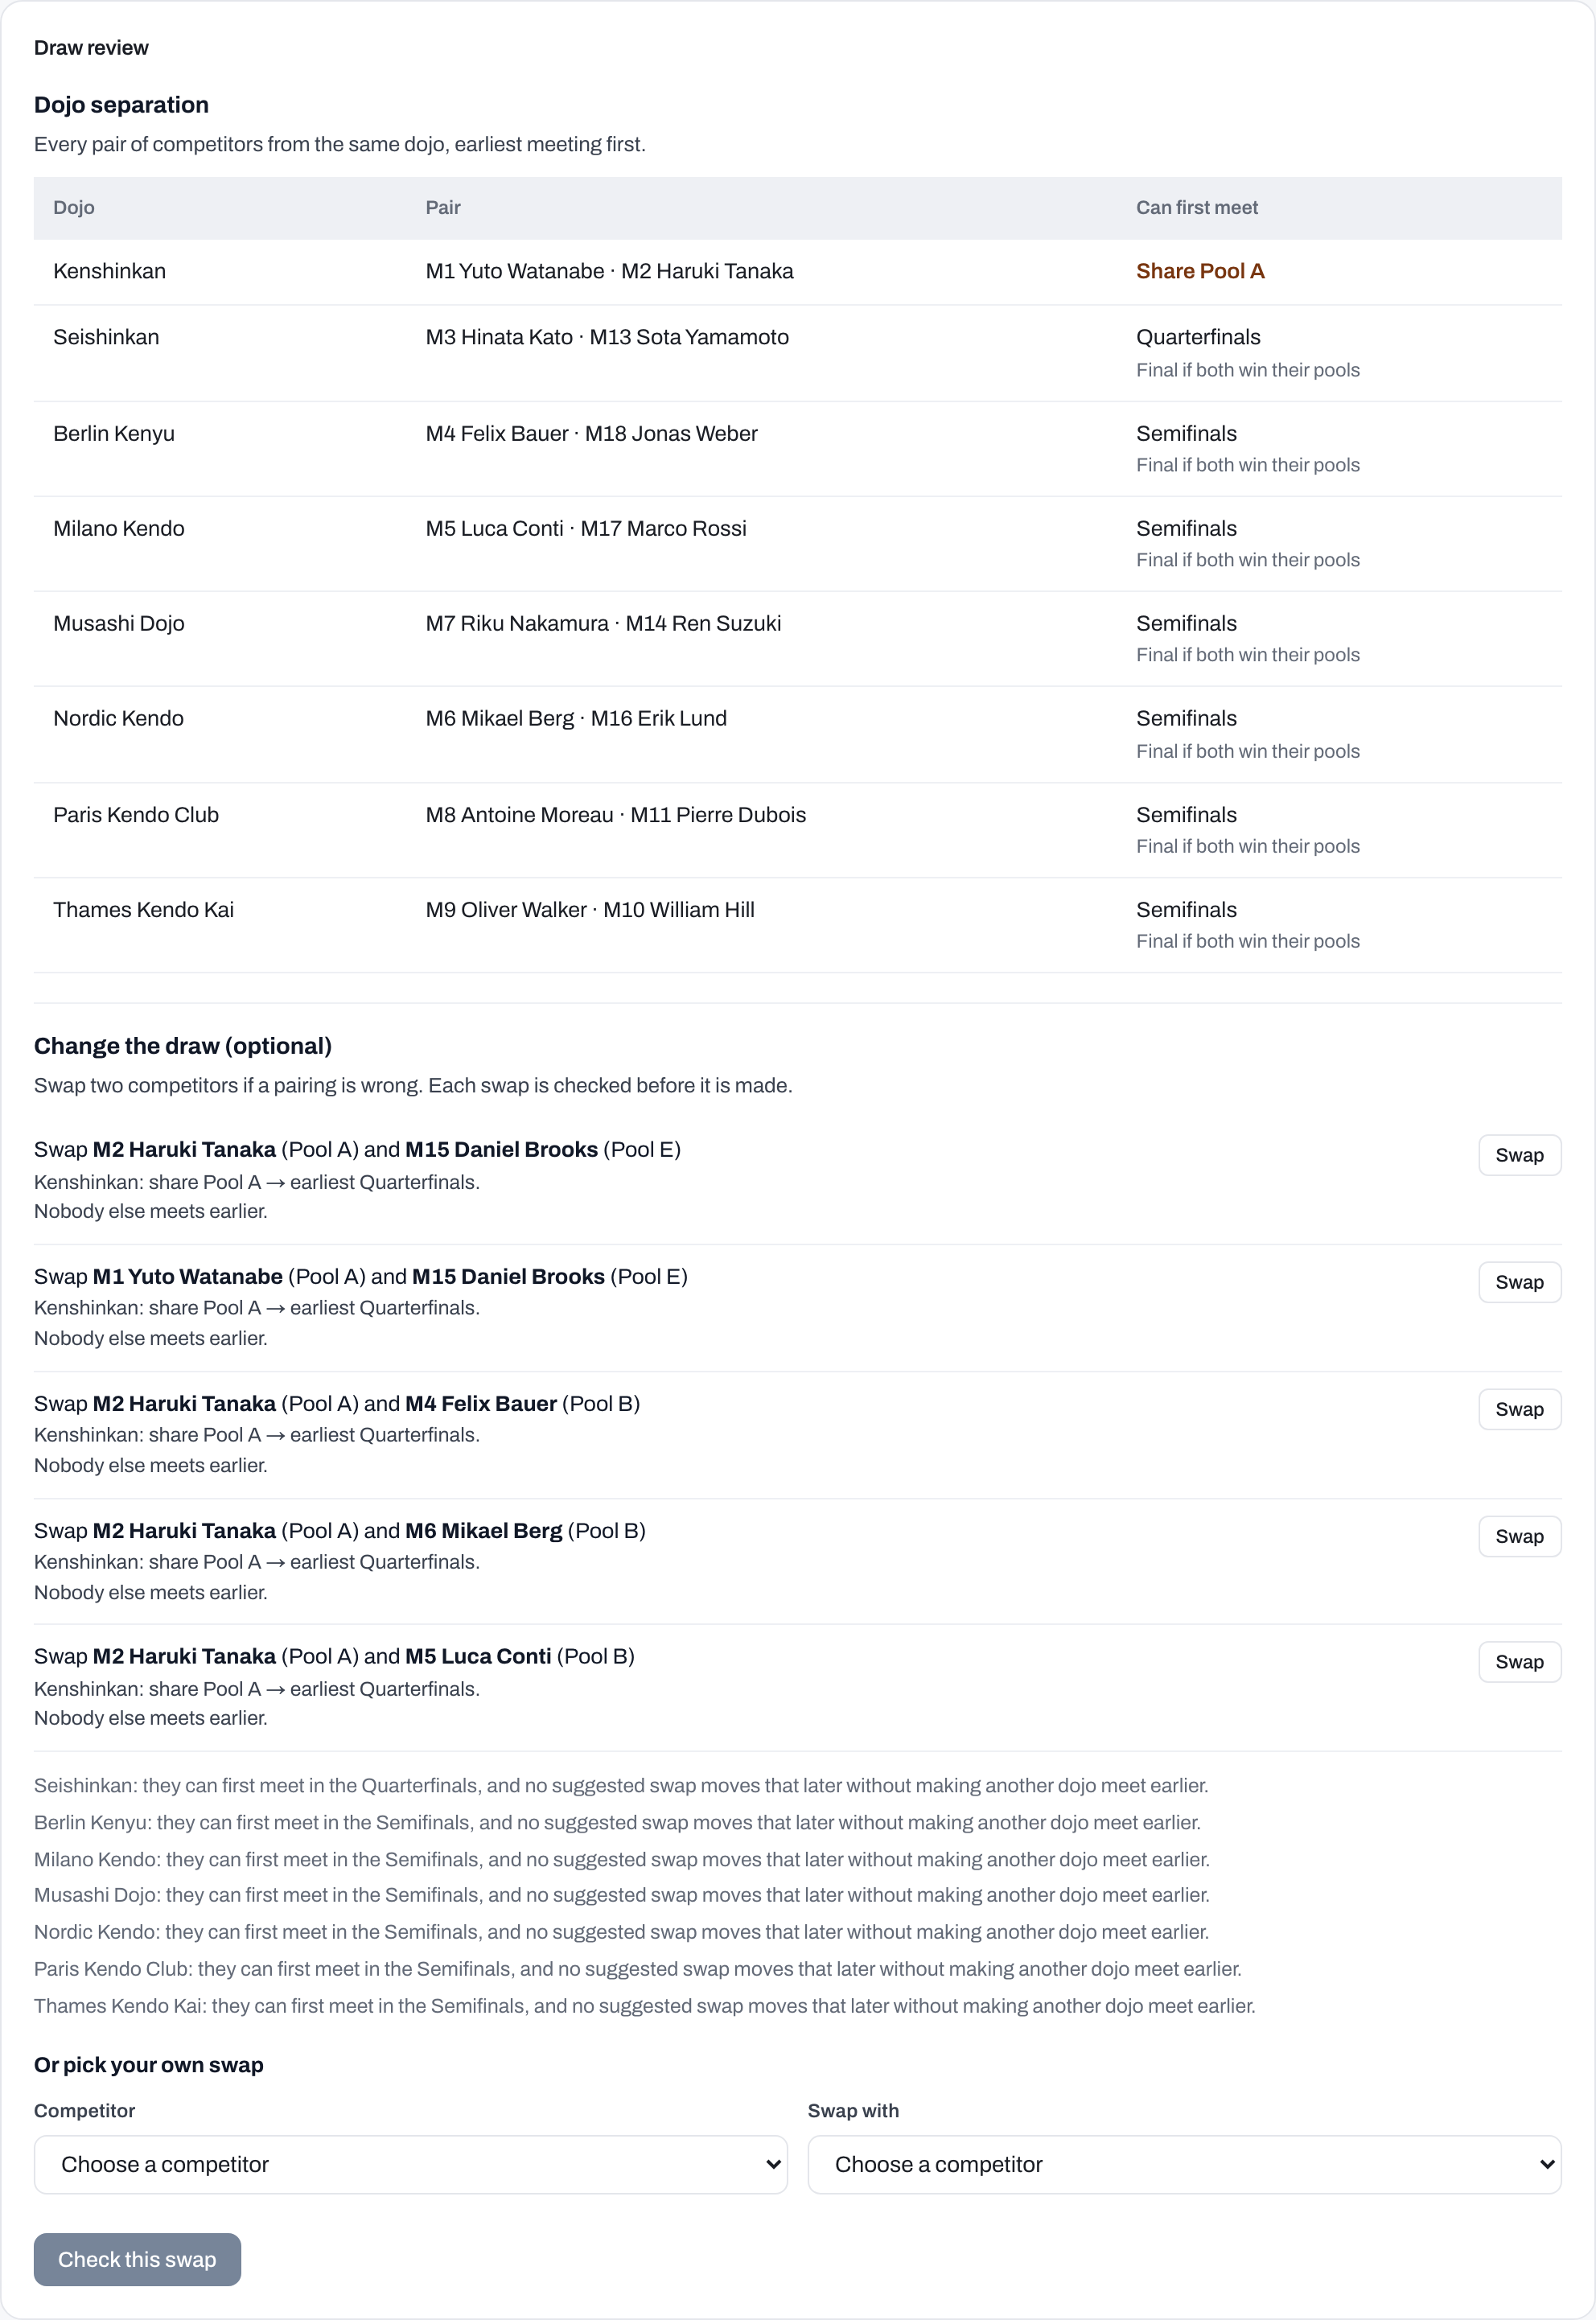 Draw review
Dojo separation
Every pair of competitors from the same dojo, earliest meeting first.
Dojo Pair Can first meet
Kenshinkan M1 Yuto Watanabe · M2 Haruki Tanaka Share Pool A
Seishinkan M3 Hinata Kato · M13 Sota Yamamoto Quarterfinals
Final if both win their pools
Berlin Kenyu M4 Felix Bauer · M18 Jonas Weber Semifinals
Final if both win their pools
Milano Kendo M5 Luca Conti · M17 Marco Rossi Semifinals
Final if both win their pools
Musashi Dojo M7 Riku Nakamura · M14 Ren Suzuki Semifinals
Final if both win their pools
Nordic Kendo M6 Mikael Berg · M16 Erik Lund Semifinals
Final if both win their pools
Paris Kendo Club M8 Antoine Moreau · M11 Pierre Dubois Semifinals
Final if both win their pools
Thames Kendo Kai M9 Oliver Walker · M10 William Hill Semifinals
Final if both win their pools
Change the draw (optional)
Swap two competitors if a pairing is wrong. Each swap is checked before it is made.
Swap M2 Haruki Tanaka (Pool A) and M15 Daniel Brooks (Pool E) Swap
Kenshinkan: share Pool A → earliest Quarterfinals.
Nobody else meets earlier.
Swap M1 Yuto Watanabe (Pool A) and M15 Daniel Brooks (Pool E) Swap
Kenshinkan: share Pool A → earliest Quarterfinals.
Nobody else meets earlier.
Swap M2 Haruki Tanaka (Pool A) and M4 Felix Bauer (Pool B) Swap
Kenshinkan: share Pool A → earliest Quarterfinals.
Nobody else meets earlier.
Swap M2 Haruki Tanaka (Pool A) and M6 Mikael Berg (Pool B) Swap
Kenshinkan: share Pool A → earliest Quarterfinals.
Nobody else meets earlier.
Swap M2 Haruki Tanaka (Pool A) and M5 Luca Conti (Pool B) Swap
Kenshinkan: share Pool A → earliest Quarterfinals.
Nobody else meets earlier.
Seishinkan: they can first meet in the Quarterfinals, and no suggested swap moves that later without making another dojo meet earlier.
Berlin Kenyu: they can first meet in the Semifinals, and no suggested swap moves that later without making another dojo meet earlier.
Milano Kendo: they can first meet in the Semifinals, and no suggested swap moves that later without making another dojo meet earlier.
Musashi Dojo: they can first meet in the Semifinals, and no suggested swap moves that later without making another dojo meet earlier.
Nordic Kendo: they can first meet in the Semifinals, and no suggested swap moves that later without making another dojo meet earlier.
Paris Kendo Club: they can first meet in the Semifinals, and no suggested swap moves that later without making another dojo meet earlier.
Thames Kendo Kai: they can first meet in the Semifinals, and no suggested swap moves that later without making another dojo meet earlier.
Or pick your own swap
Competitor Swap with
Choose a competitor Choose a competitor
Check this swap